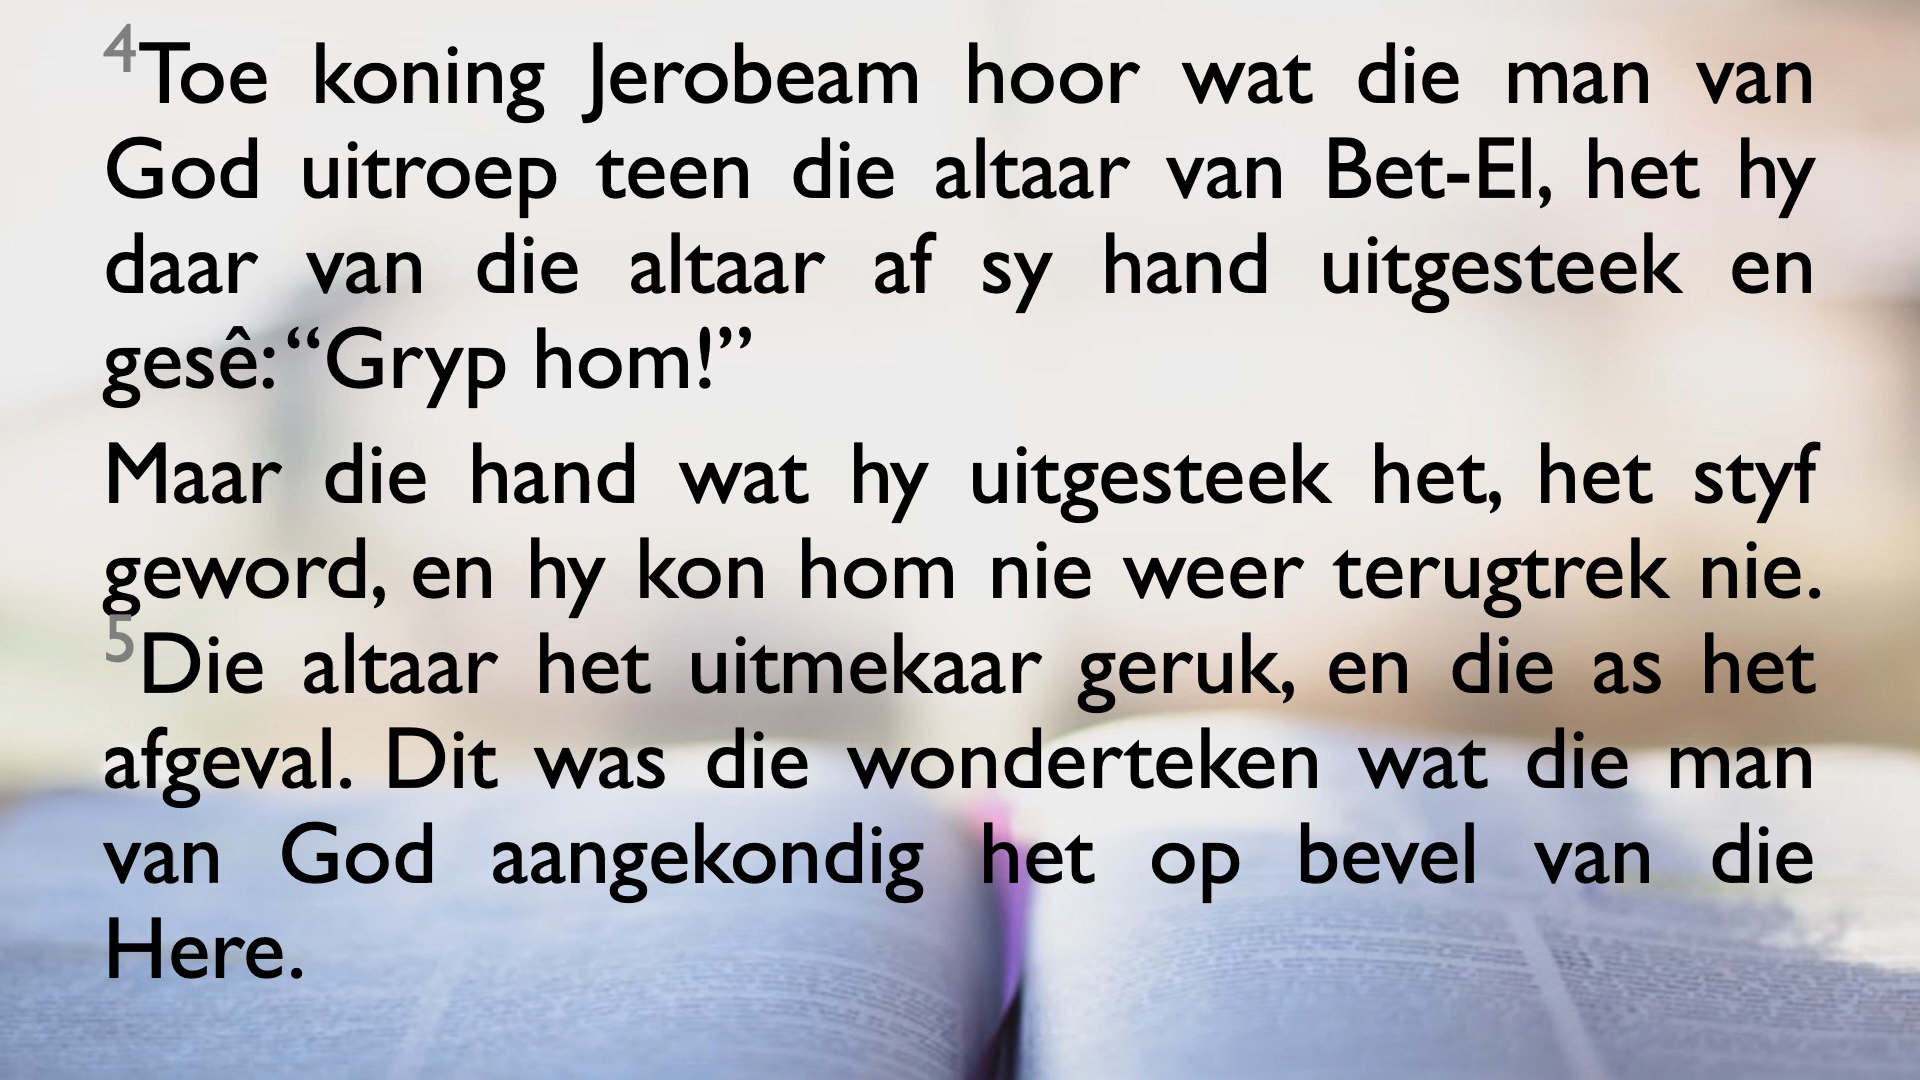 4Toe koning Jerobeam hoor wat die man van
God uitroep teen die altaar van Bet-El, het hy
daar van die altaar af sy hand uitgesteek en
gesê: “Gryp hom!”
Maar die hand wat hy uitgesteek het, het styf
geword, en hy kon hom nie weer terugtrek nie.
5Die altaar het uitmekaar geruk, en die as het
afgeval. Dit was die wonderteken wat die man
van God aangekondig het op bevel van die
Here.